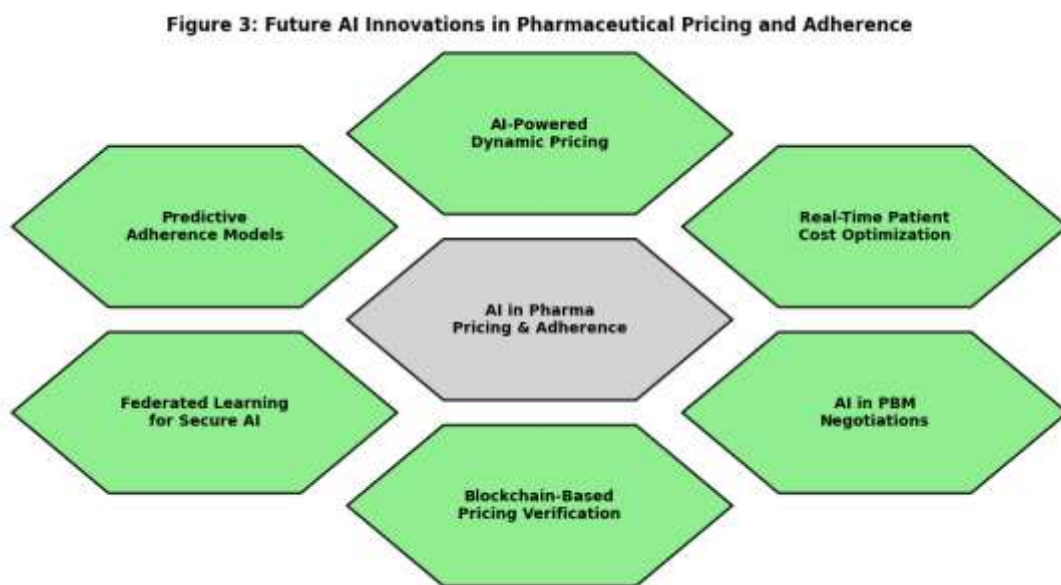 Figure 3: Future AI Innovations in Pharmaceutical Pricing and Adherence
AI-Powered
Dynamic Pricing
Predictive
Adherence Models
Real-Time Patient
Cost Optimization
AI in Pharma
Pricing & Adherence
Federated Learning
for Secure AI
AI in PBM
Negotiations
Blockchain-Based
Pricing Verification